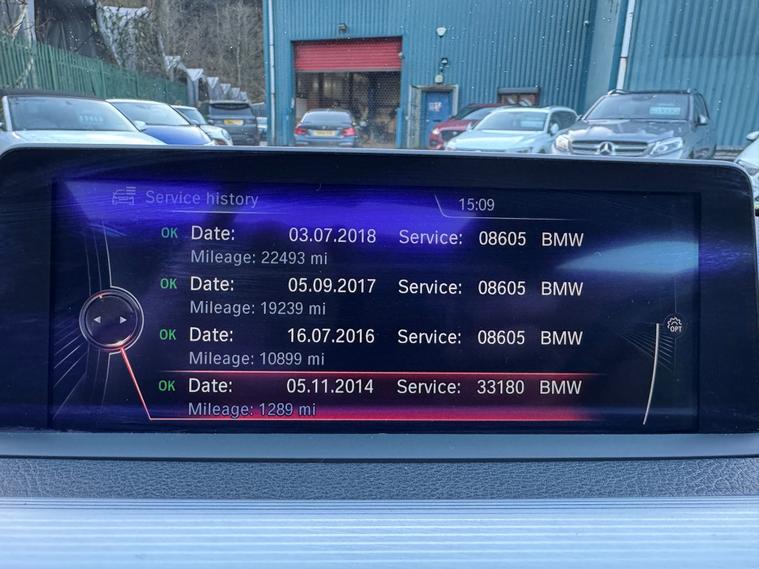 Service history 15:09
OK Date: 03.07.2018 Service: 08605 BMW
Mileage: 22493 mi
OK Date: 05.09.2017 Service: 08605 BMW
Mileage: 19239 mi
OK Date: 16.07.2016 Service: 08605 BMW
Mileage: 10899 mi
OPT
OK Date: 05.11.2014 Service: 33180 BMW
Mileage: 1289 mi